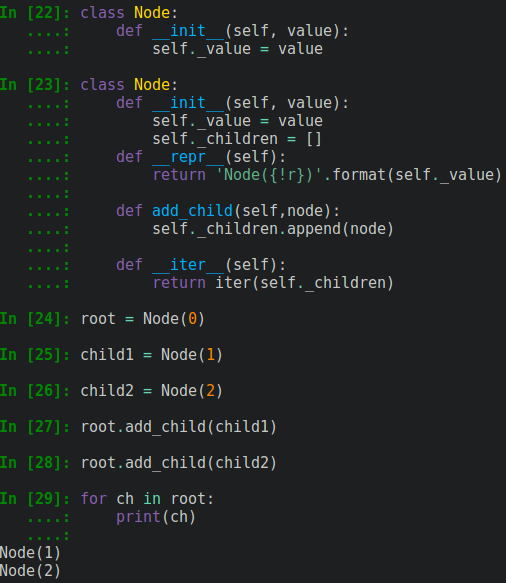 In [22]: class Node:
   ....:     def __init__(self, value):
   ....:         self._value = value

In [23]: class Node:
   ....:     def __init__(self, value):
   ....:         self._value = value
   ....:         self._children = []
   ....:     def __repr__(self):
   ....:         return 'Node({!r})'.format(self._value)
   ....:
   ....:     def add_child(self,node):
   ....:         self._children.append(node)
   ....:
   ....:     def __iter__(self):
   ....:         return iter(self._children)

In [24]: root = Node(0)

In [25]: child1 = Node(1)

In [26]: child2 = Node(2)

In [27]: root.add_child(child1)

In [28]: root.add_child(child2)

In [29]: for ch in root:
   ....:     print(ch)
   ....:
Node(1)
Node(2)